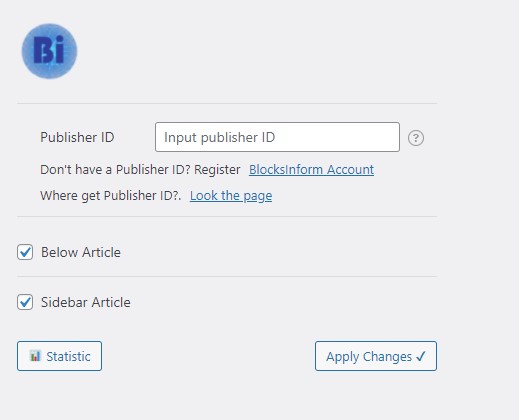 Bi
Publisher ID Input publisher ID ?
Don't have a Publisher ID? Register BlocksInform Account
Where get Publisher ID?. Look the page
Below Article
Sidebar Article
Statistic Apply Changes ✓